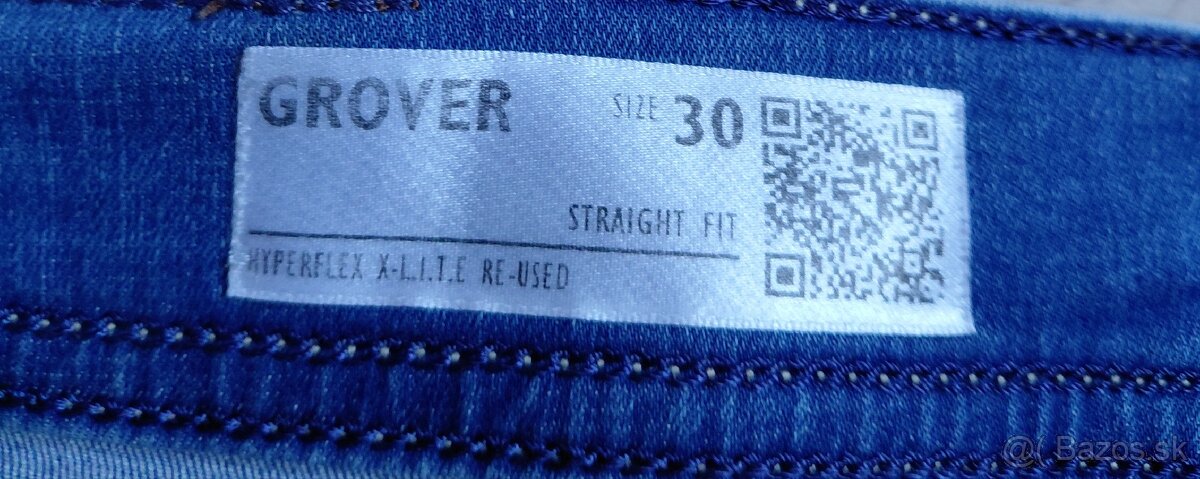 GROVER SIZE 30
STRAIGHT FIT
HYPERFLEX X-L.I.T.E RE-USED
@( Bazos.sk